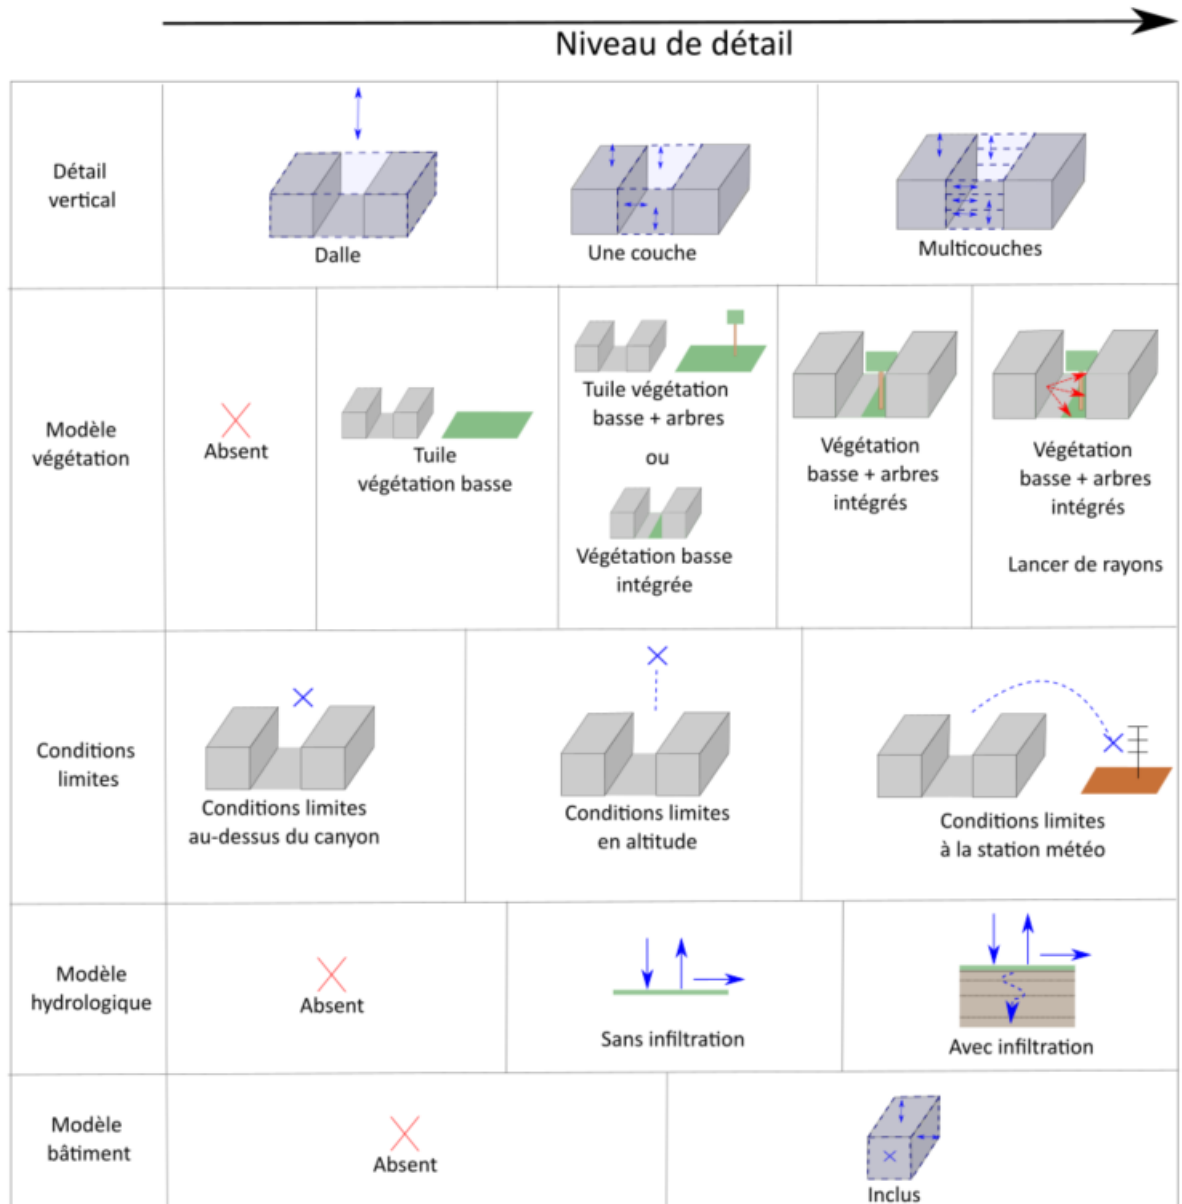 Niveau de détail
Détail
vertical
Dalle
Une couche
Multicouches
Modèle
végétation
Absent
Tuile
végétation basse
Tuile végétation
basse + arbres
ou
Végétation basse
intégrée
Végétation
basse + arbres
intégrés
Végétation
basse + arbres
intégrés
Lancer de rayons
Conditions
limites
Conditions limites
au-dessus du canyon
Conditions limites
en altitude
Conditions limites
à la station météo
Modèle
hydrologique
Absent
Sans infiltration
Avec infiltration
Modèle
bâtiment
Absent
Inclus